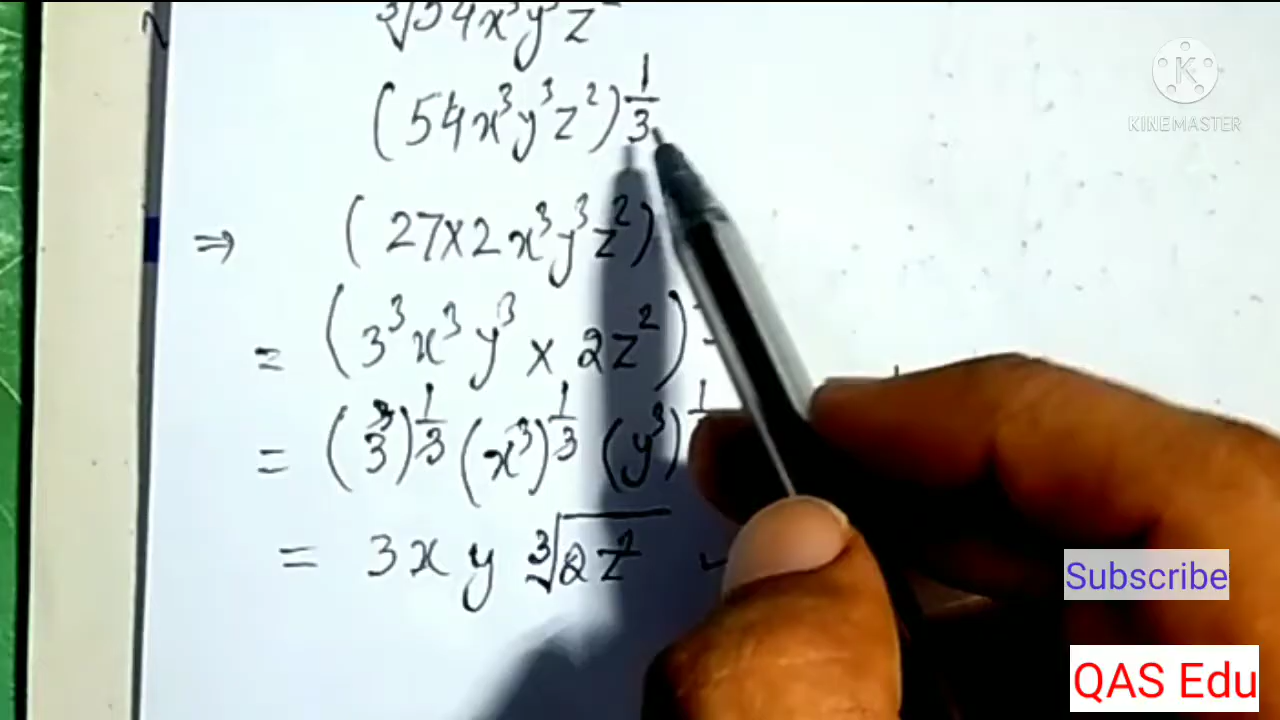 ∛54x³y³z²
(54x³y³z²)^(1/3)
⇒ (27×2x³y³z²)
= (3³x³y³ × 2z²)
= (3³)^(1/3) (x³)^(1/3) (y³)
= 3xy ∛2z²
KINEMASTER
Subscribe
QAS Edu